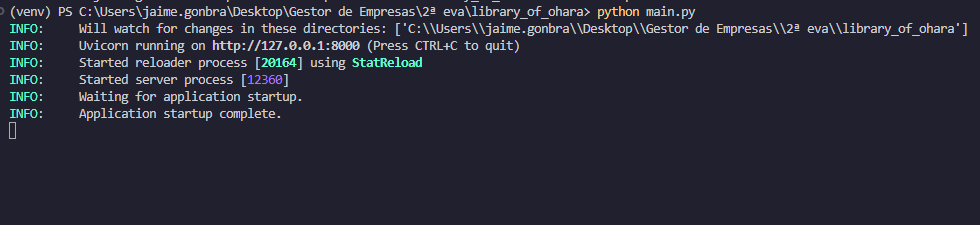 (venv) PS C:\Users\jaime.gonbra\Desktop\Gestor de Empresas\2ª eva\library_of_ohara> python main.py
INFO:     Will watch for changes in these directories: ['C:\\Users\\jaime.gonbra\\Desktop\\Gestor de Empresas\\2ª eva\\library_of_ohara']
INFO:     Uvicorn running on http://127.0.0.1:8000 (Press CTRL+C to quit)
INFO:     Started reloader process [20164] using StatReload
INFO:     Started server process [12360]
INFO:     Waiting for application startup.
INFO:     Application startup complete.